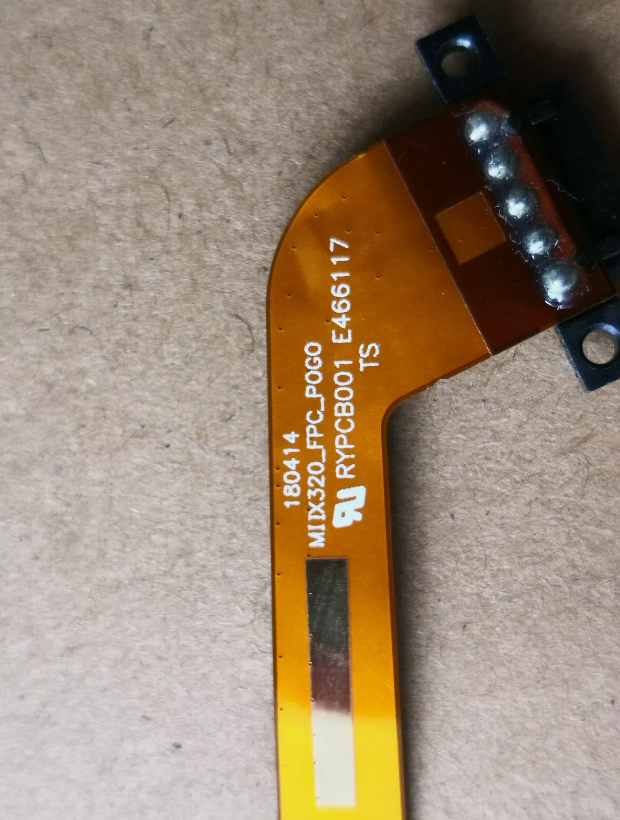 180414
MIIX320_FPC_POGO
RYPCB001 E466117
TS